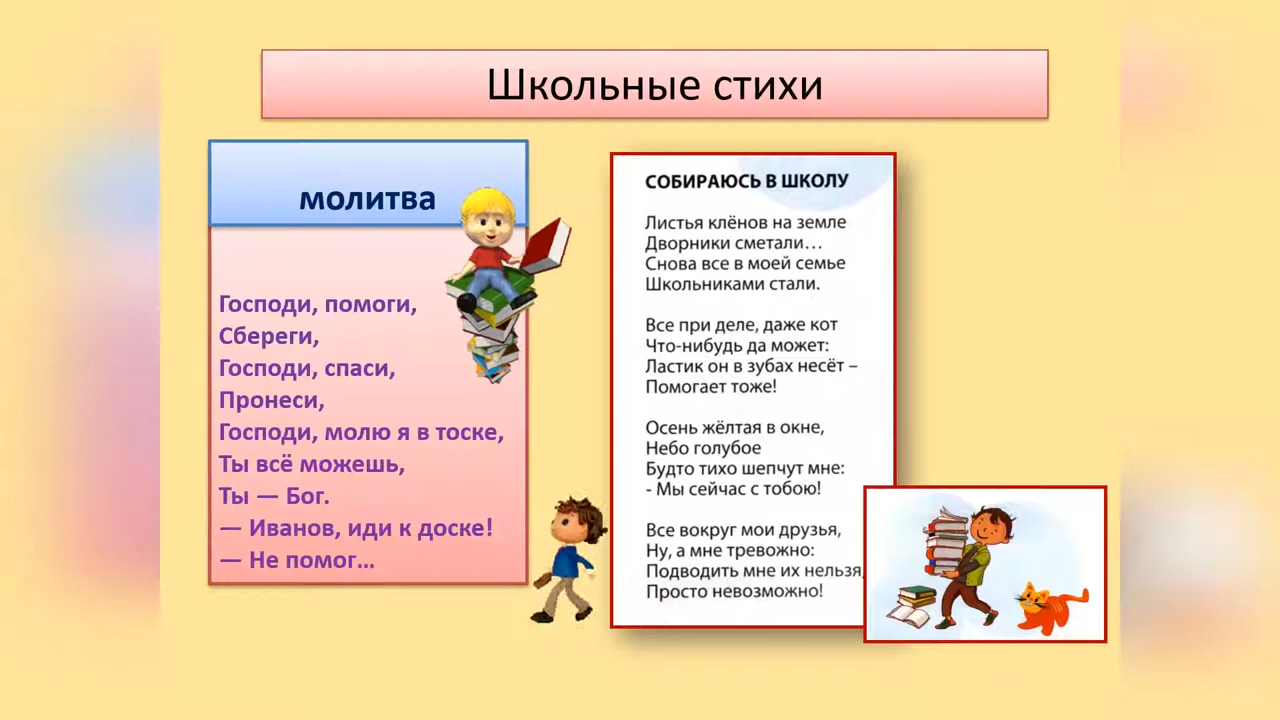 Школьные стихи
молитва
Господи, помоги,
Сбереги,
Господи, спаси,
Пронеси,
Господи, молю я в тоске,
Ты всё можешь,
Ты — Бог.
— Иванов, иди к доске!
— Не помог...
СОБИРАЮСЬ В ШКОЛУ
Листья клёнов на земле
Дворники сметали...
Снова все в моей семье
Школьниками стали.
Все при деле, даже кот
Что-нибудь да может:
Ластик он в зубах несёт –
Помогает тоже!
Осень жёлтая в окне,
Небо голубое
Будто тихо шепчут мне:
- Мы сейчас с тобою!
Все вокруг мои друзья,
Ну, а мне тревожно:
Подводить мне их нельзя,
Просто невозможно!